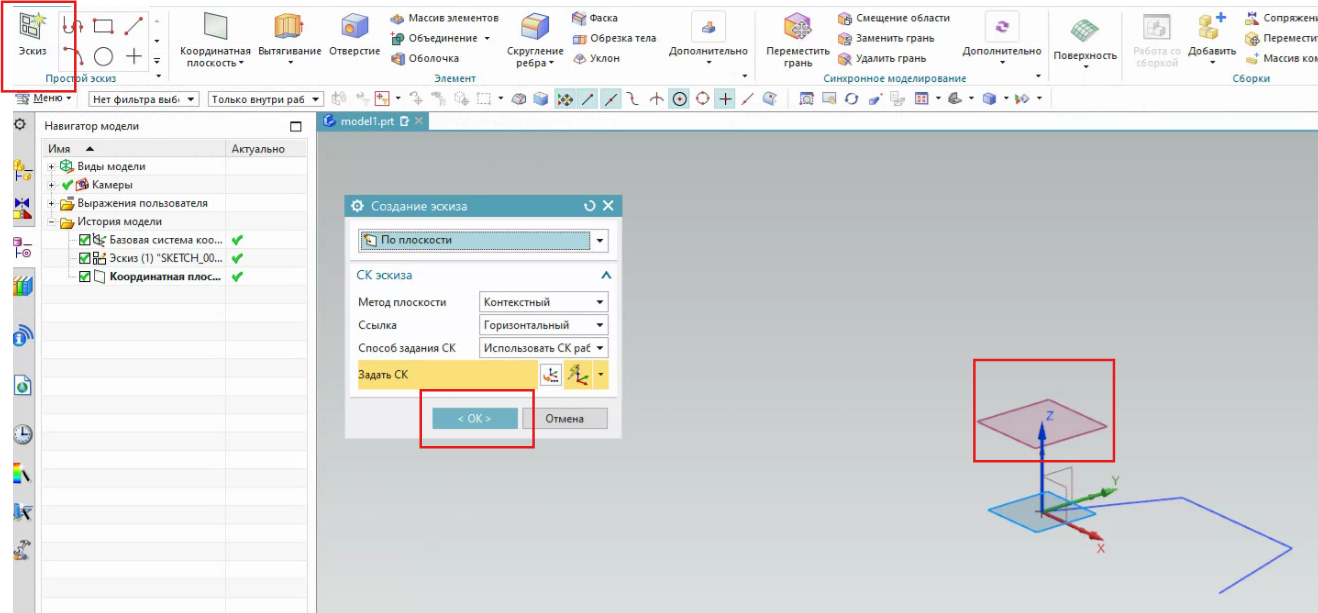 Эскиз
Простой эскиз
Координатная плоскость
Вытягивание
Отверстие
Массив элементов
Объединение
Оболочка
Скругление ребра
Фаска
Обрезка тела
Уклон
Дополнительно
Элемент
Переместить грань
Смещение области
Заменить грань
Удалить грань
Дополнительно
Синхронное моделирование
Поверхность
Работа со сборкой
Добавить
Сопряжени
Переместит
Массив ком
Сборки
Меню
Нет фильтра выб
Только внутри раб
Навигатор модели
model1.prt
Имя Актуально
Виды модели
Камеры
Выражения пользователя
История модели
Базовая система коо...
Эскиз (1) "SKETCH_00...
Координатная плос...
Создание эскиза
По плоскости
СК эскиза
Метод плоскости Контекстный
Ссылка Горизонтальный
Способ задания СК Использовать СК раб
Задать СК
< ОК > Отмена
Z
Y
X